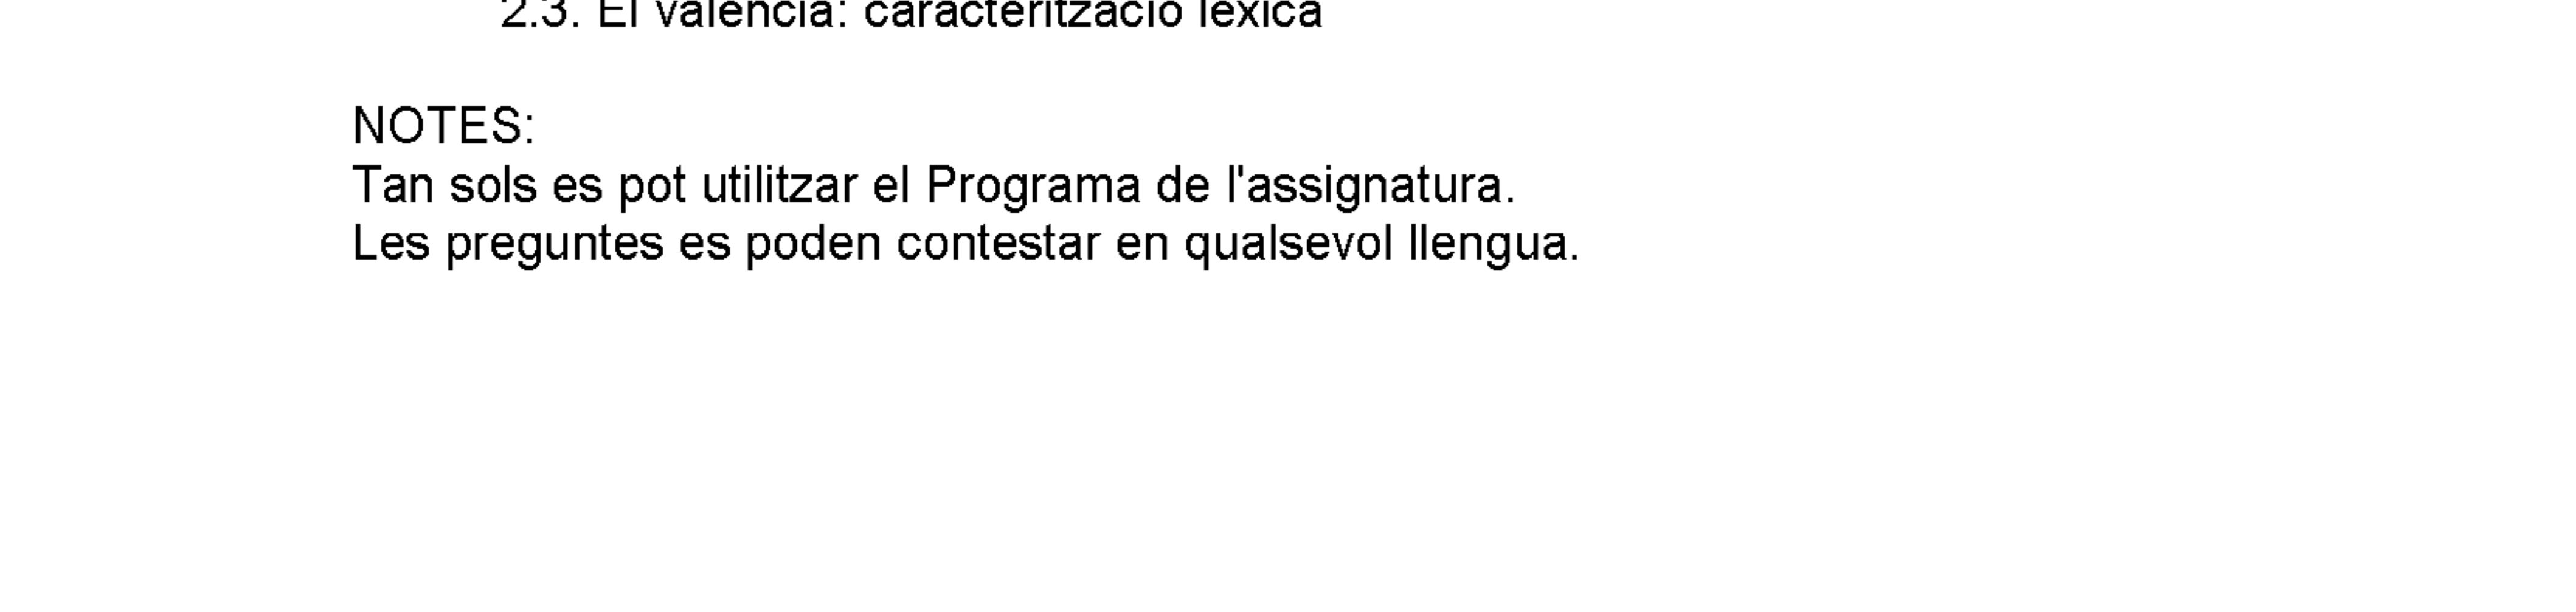 2.3. El valencià: caracterització lèxica
NOTES:
Tan sols es pot utilitzar el Programa de l'assignatura.
Les preguntes es poden contestar en qualsevol llengua.